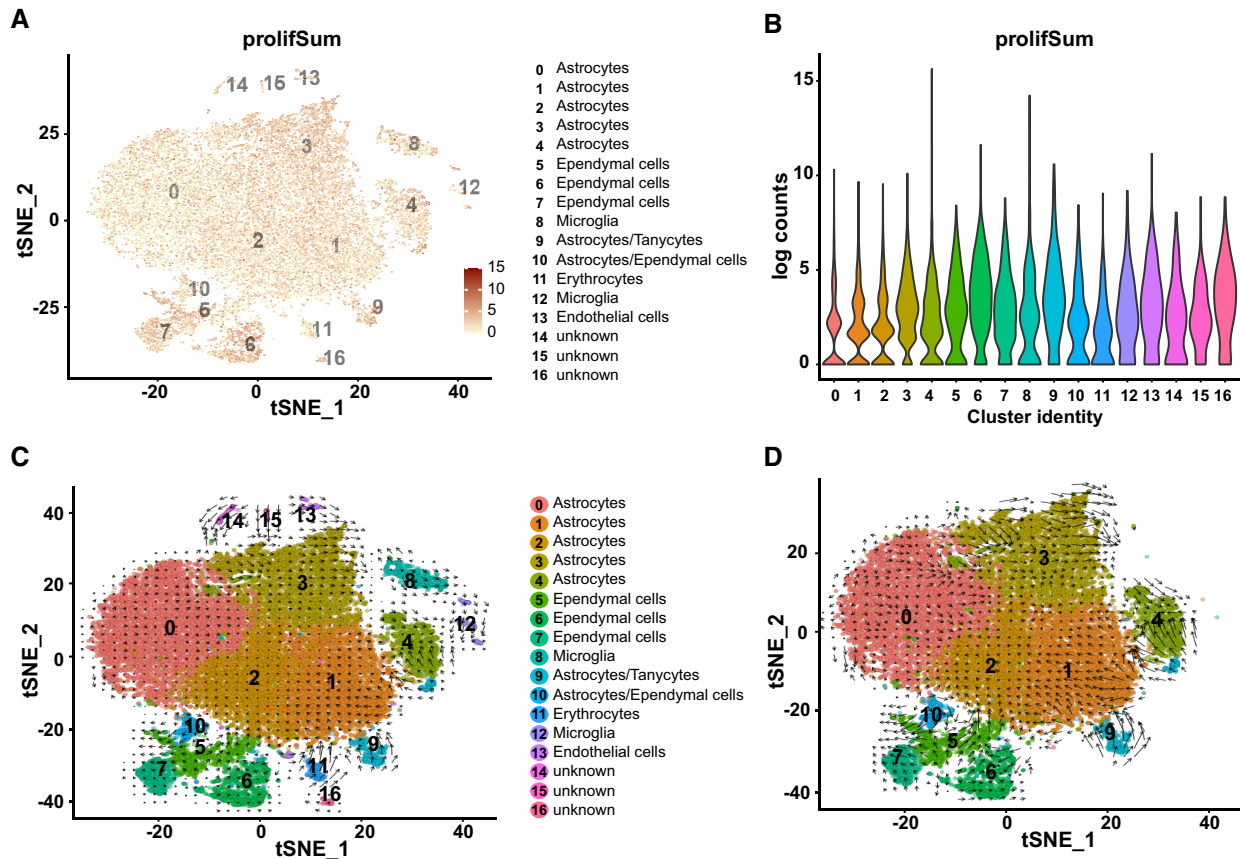 A
prolifSum
14 15 13
3
8
12
0
4
2
1
10
6
9
7
6
11
16
25
0
-25
tSNE_2
-20 0 20 40
tSNE_1
15
10
5
0
0 Astrocytes
1 Astrocytes
2 Astrocytes
3 Astrocytes
4 Astrocytes
5 Ependymal cells
6 Ependymal cells
7 Ependymal cells
8 Microglia
9 Astrocytes/Tanycytes
10 Astrocytes/Ependymal cells
11 Erythrocytes
12 Microglia
13 Endothelial cells
14 unknown
15 unknown
16 unknown
B
prolifSum
15
10
5
0
log counts
0 1 2 3 4 5 6 7 8 9 10 11 12 13 14 15 16
Cluster identity
C
14 15 13
3
8
12
0
4
2
1
10
5
9
7
6
11
16
40
20
0
-20
-40
tSNE_2
-20 0 20 40
tSNE_1
0 Astrocytes
1 Astrocytes
2 Astrocytes
3 Astrocytes
4 Astrocytes
5 Ependymal cells
6 Ependymal cells
7 Ependymal cells
8 Microglia
9 Astrocytes/Tanycytes
10 Astrocytes/Ependymal cells
11 Erythrocytes
12 Microglia
13 Endothelial cells
14 unknown
15 unknown
16 unknown
D
3
4
0
2
1
10
5
9
7
6
20
0
-20
-40
tSNE_2
-20 0 20 40
tSNE_1